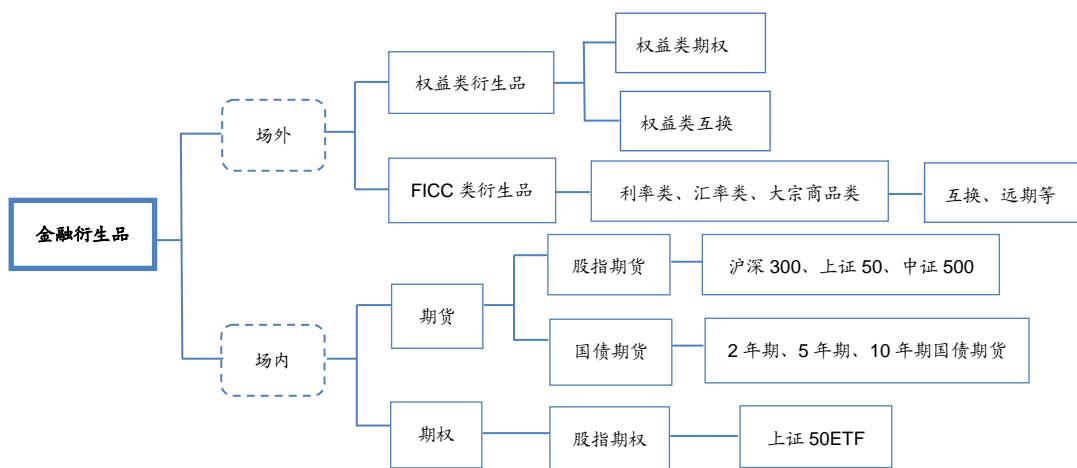 权益类期权
权益类衍生品
场外
权益类互换
FICC 类衍生品
利率类、汇率类、大宗商品类
互换、远期等
金融衍生品
股指期货
沪深 300、上证 50、中证 500
期货
国债期货
2 年期、5 年期、10 年期国债期货
场内
期权
股指期权
上证 50ETF